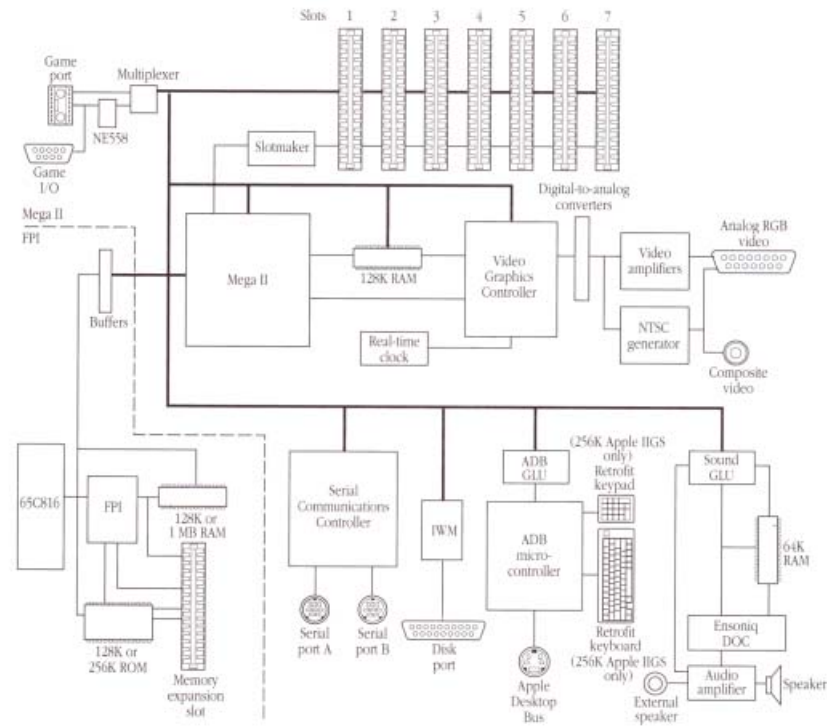 Slots 1 2 3 4 5 6 7
Game
port
Multiplexer
NE558
Game
I/O
Slotmaker
Mega II
FPI
Digital-to-analog
converters
Analog RGB
video
Buffers
Mega II
128K RAM
Video
Graphics
Controller
Video
amplifiers
Real-time
clock
NTSC
generator
Composite
video
65C816
FPI
128K or
1 MB RAM
128K or
256K ROM
Memory
expansion
slot
Serial
Communications
Controller
Serial
port A
Serial
port B
IWM
Disk
port
ADB
GLU
(256K Apple IIGS
only)
Retrofit
keypad
ADB
micro-
controller
Retrofit
keyboard
(256K Apple IIGS
only)
Apple
Desktop
Bus
Sound
GLU
64K
RAM
Ensoniq
DOC
Audio
amplifier
Speaker
External
speaker